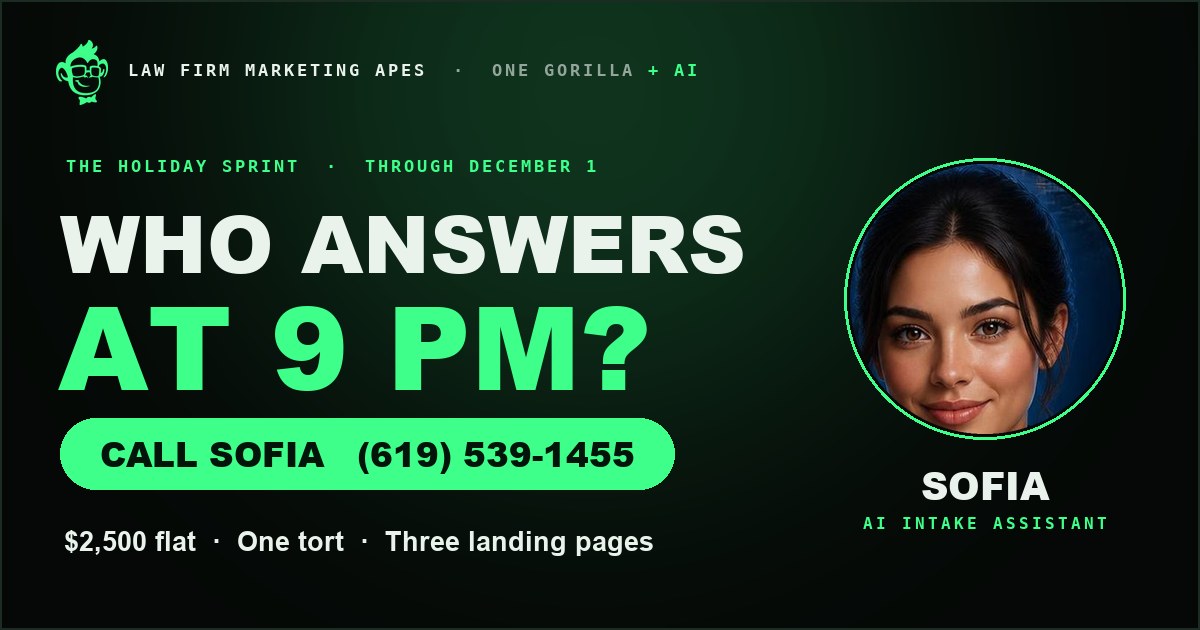 LAW FIRM MARKETING APES · ONE GORILLA + AI
THE HOLIDAY SPRINT · THROUGH DECEMBER 1
WHO ANSWERS
AT 9 PM?
CALL SOFIA (619) 539-1455
$2,500 flat · One tort · Three landing pages
SOFIA
AI INTAKE ASSISTANT